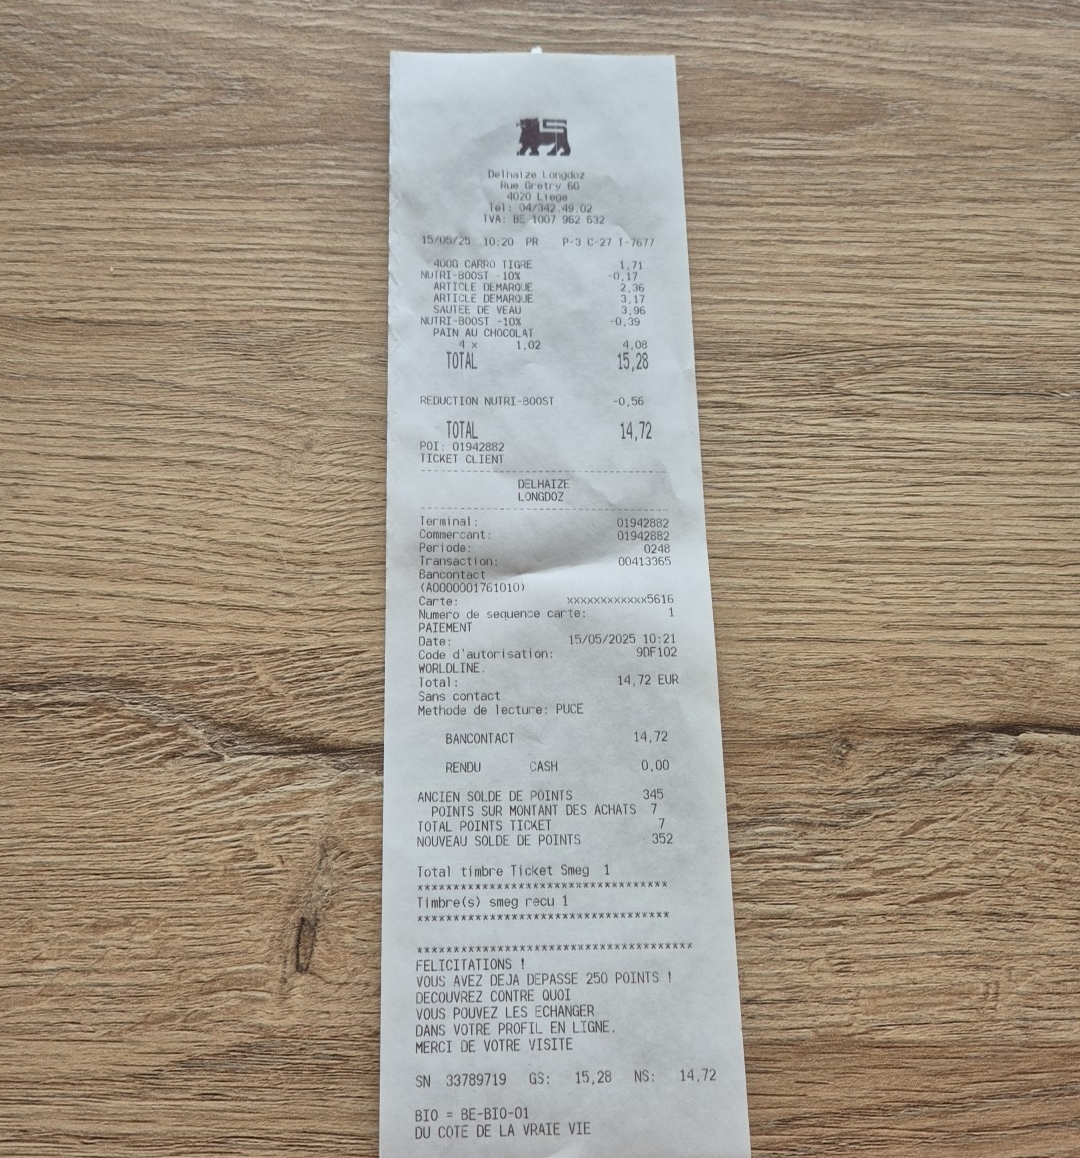 Delhaize Longdoz
Rue Gretry 60
4020 Liege
Tel: 04/342.49.02
TVA: BE 1007 962 632
15/05/25 10:20 PR P-3 C-27 T-7677
400G CARRO TIGRE 1,71
NUTRI-BOOST -10% -0,17
ARTICLE DEMARQUE 2,36
ARTICLE DEMARQUE 3,17
SAUTEE DE VEAU 3,96
NUTRI-BOOST -10% -0,39
PAIN AU CHOCOLAT
4 x 1,02 4,08
TOTAL 15,28
REDUCTION NUTRI-BOOST -0,56
TOTAL 14,72
POI: 01942882
TICKET CLIENT
--------------------------------
DELHAIZE
LONGDOZ
--------------------------------
Terminal: 01942882
Commercant: 01942882
Periode: 0248
Transaction: 00413365
Bancontact
(A0000001761010)
Carte: xxxxxxxxxxxx5616
Numero de sequence carte: 1
PAIEMENT
Date: 15/05/2025 10:21
Code d'autorisation: 9DF102
WORLDLINE.
Total: 14,72 EUR
Sans contact
Methode de lecture: PUCE
BANCONTACT 14,72
RENDU CASH 0,00
ANCIEN SOLDE DE POINTS 345
POINTS SUR MONTANT DES ACHATS 7
TOTAL POINTS TICKET 7
NOUVEAU SOLDE DE POINTS 352
Total timbre Ticket Smeg 1
***********************************
Timbre(s) smeg recu 1
***********************************
**************************************
FELICITATIONS !
VOUS AVEZ DEJA DEPASSE 250 POINTS !
DECOUVREZ CONTRE QUOI
VOUS POUVEZ LES ECHANGER
DANS VOTRE PROFIL EN LIGNE.
MERCI DE VOTRE VISITE
SN 33789719 GS: 15,28 NS: 14,72
BIO = BE-BIO-01
DU COTE DE LA VRAIE VIE